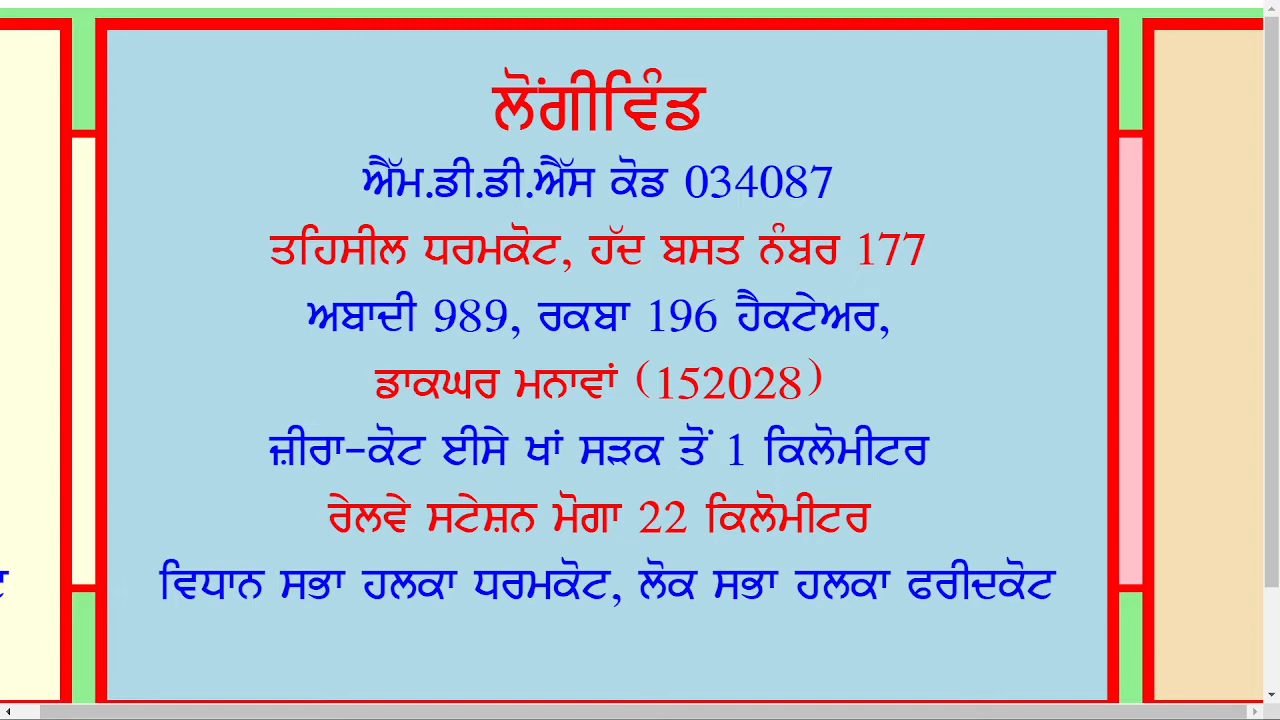 ਲੌਂਗੀਵਿੰਡ
ਐੱਮ.ਡੀ.ਡੀ.ਐੱਸ ਕੋਡ 034087
ਤਹਿਸੀਲ ਧਰਮਕੋਟ, ਹੱਦ ਬਸਤ ਨੰਬਰ 177
ਅਬਾਦੀ 989, ਰਕਬਾ 196 ਹੈਕਟੇਅਰ,
ਡਾਕਘਰ ਮਨਾਵਾਂ (152028)
ਜ਼ੀਰਾ-ਕੋਟ ਈਸੇ ਖਾਂ ਸੜਕ ਤੋਂ 1 ਕਿਲੋਮੀਟਰ
ਰੇਲਵੇ ਸਟੇਸ਼ਨ ਮੋਗਾ 22 ਕਿਲੋਮੀਟਰ
ਵਿਧਾਨ ਸਭਾ ਹਲਕਾ ਧਰਮਕੋਟ, ਲੋਕ ਸਭਾ ਹਲਕਾ ਫਰੀਦਕੋਟ